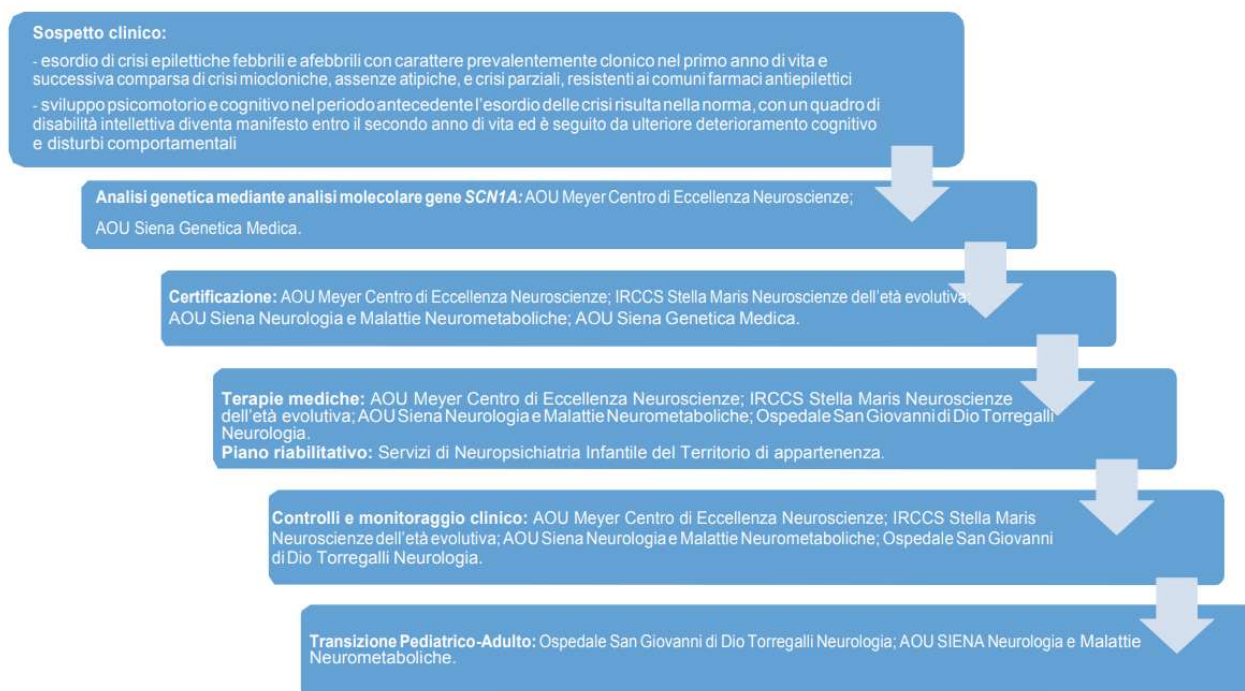 Sospetto clinico:
- esordio di crisi epilettiche febbrili e afebbrili con carattere prevalentemente clonico nel primo anno di vita e
successiva comparsa di crisi miocloniche, assenze atipiche, e crisi parziali, resistenti ai comuni farmaci antiepilettici
- sviluppo psicomotorio e cognitivo nel periodo antecedente l'esordio delle crisi risulta nella norma, con un quadro di
disabilità intellettiva diventa manifesto entro il secondo anno di vita ed è seguito da ulteriore deterioramento cognitivo
e disturbi comportamentali
Analisi genetica mediante analisi molecolare gene SCN1A: AOU Meyer Centro di Eccellenza Neuroscienze;
AOU Siena Genetica Medica.
Certificazione: AOU Meyer Centro di Eccellenza Neuroscienze; IRCCS Stella Maris Neuroscienze dell'età evolutiva;
AOU Siena Neurologia e Malattie Neurometaboliche; AOU Siena Genetica Medica.
Terapie mediche: AOU Meyer Centro di Eccellenza Neuroscienze; IRCCS Stella Maris Neuroscienze
dell'età evolutiva; AOU Siena Neurologia e Malattie Neurometaboliche; Ospedale San Giovanni di Dio Torregalli
Neurologia.
Piano riabilitativo: Servizi di Neuropsichiatria Infantile del Territorio di appartenenza.
Controlli e monitoraggio clinico: AOU Meyer Centro di Eccellenza Neuroscienze; IRCCS Stella Maris
Neuroscienze dell'età evolutiva; AOU Siena Neurologia e Malattie Neurometaboliche; Ospedale San Giovanni
di Dio Torregalli Neurologia.
Transizione Pediatrico-Adulto: Ospedale San Giovanni di Dio Torregalli Neurologia; AOU SIENA Neurologia e Malattie
Neurometaboliche.